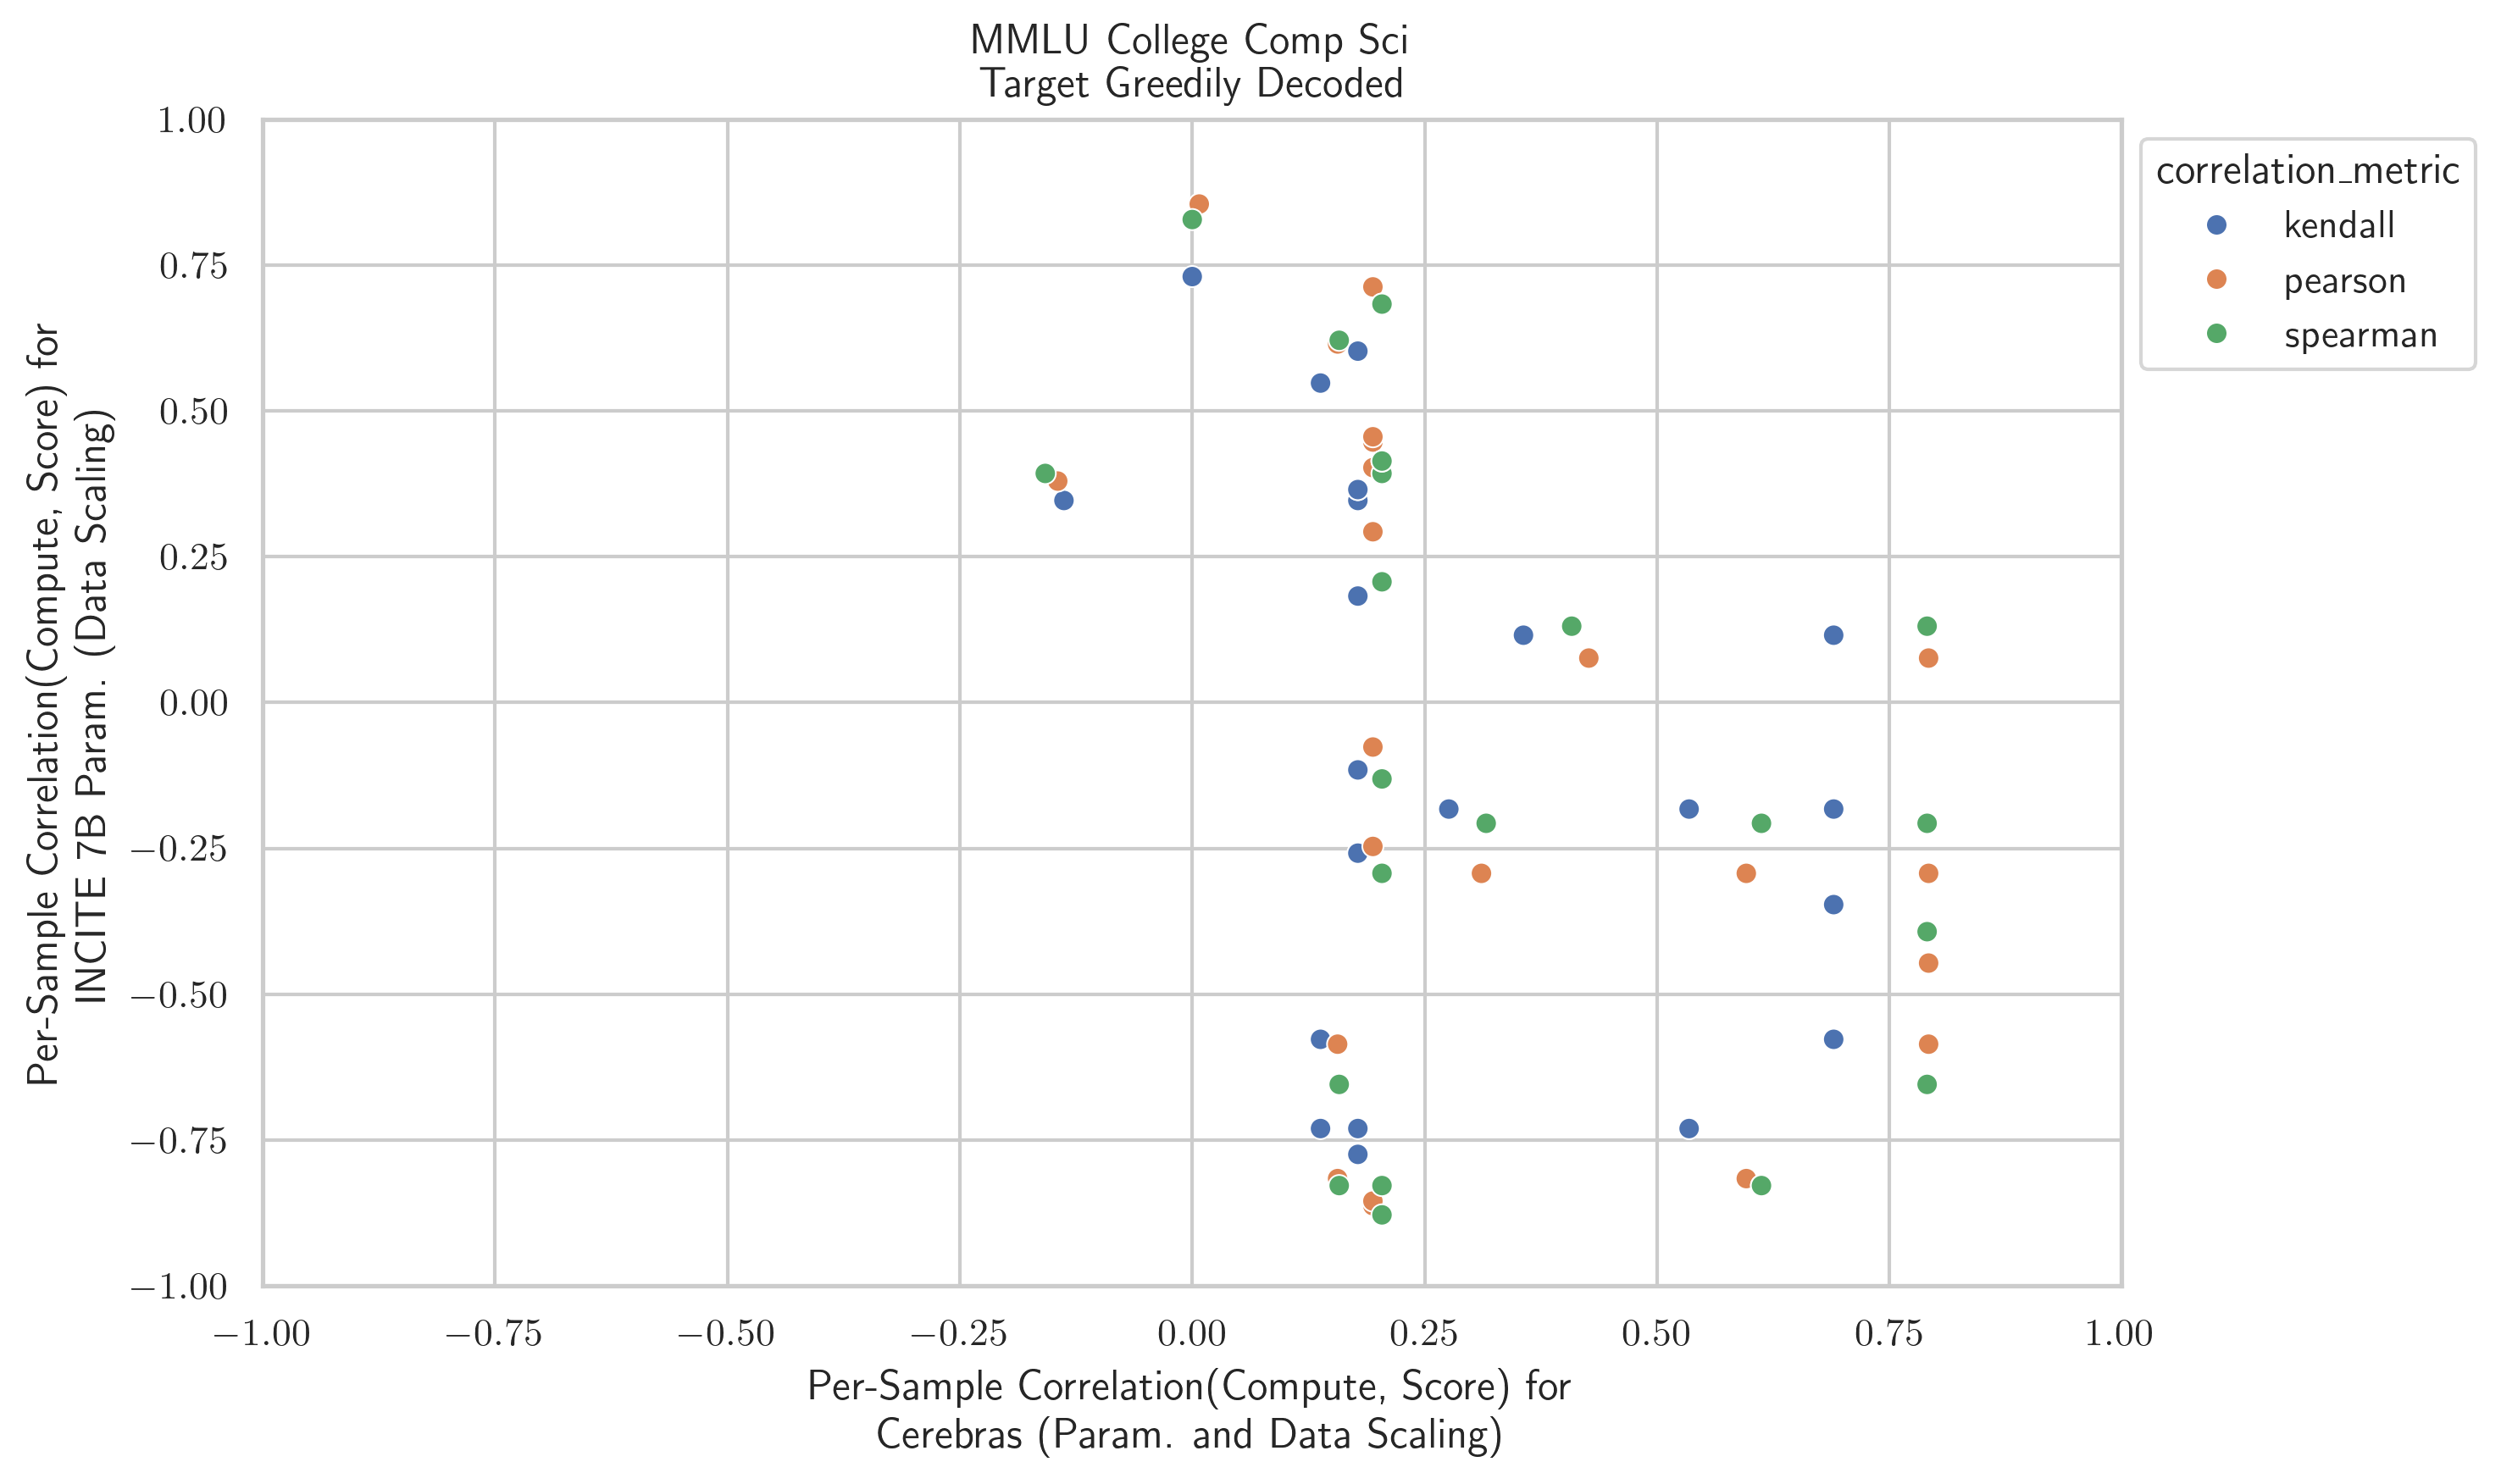 MMLU College Comp Sci
Target Greedily Decoded
Per-Sample Correlation(Compute, Score) for
INCITE 7B Param. (Data Scaling)
1.00
0.75
0.50
0.25
0.00
−0.25
−0.50
−0.75
−1.00
−1.00 −0.75 −0.50 −0.25 0.00 0.25 0.50 0.75 1.00
Per-Sample Correlation(Compute, Score) for
Cerebras (Param. and Data Scaling)
correlation_metric
kendall
pearson
spearman